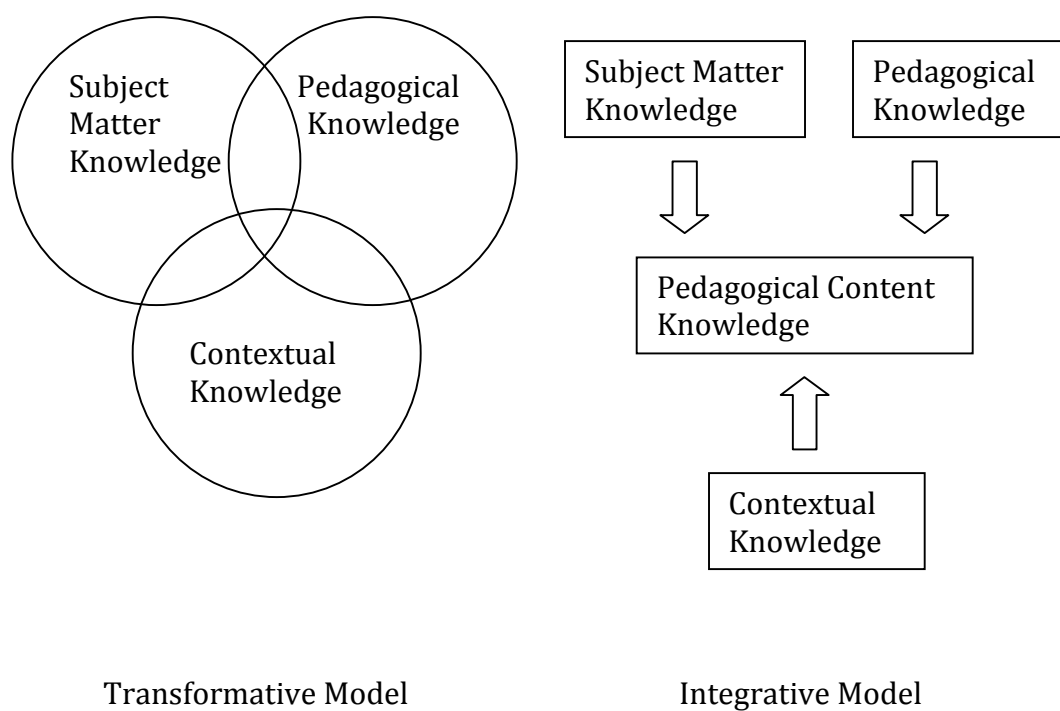 Subject
Matter
Knowledge
Pedagogical
Knowledge
Contextual
Knowledge
Transformative Model
Subject Matter
Knowledge
Pedagogical
Knowledge
Pedagogical Content
Knowledge
Contextual
Knowledge
Integrative Model